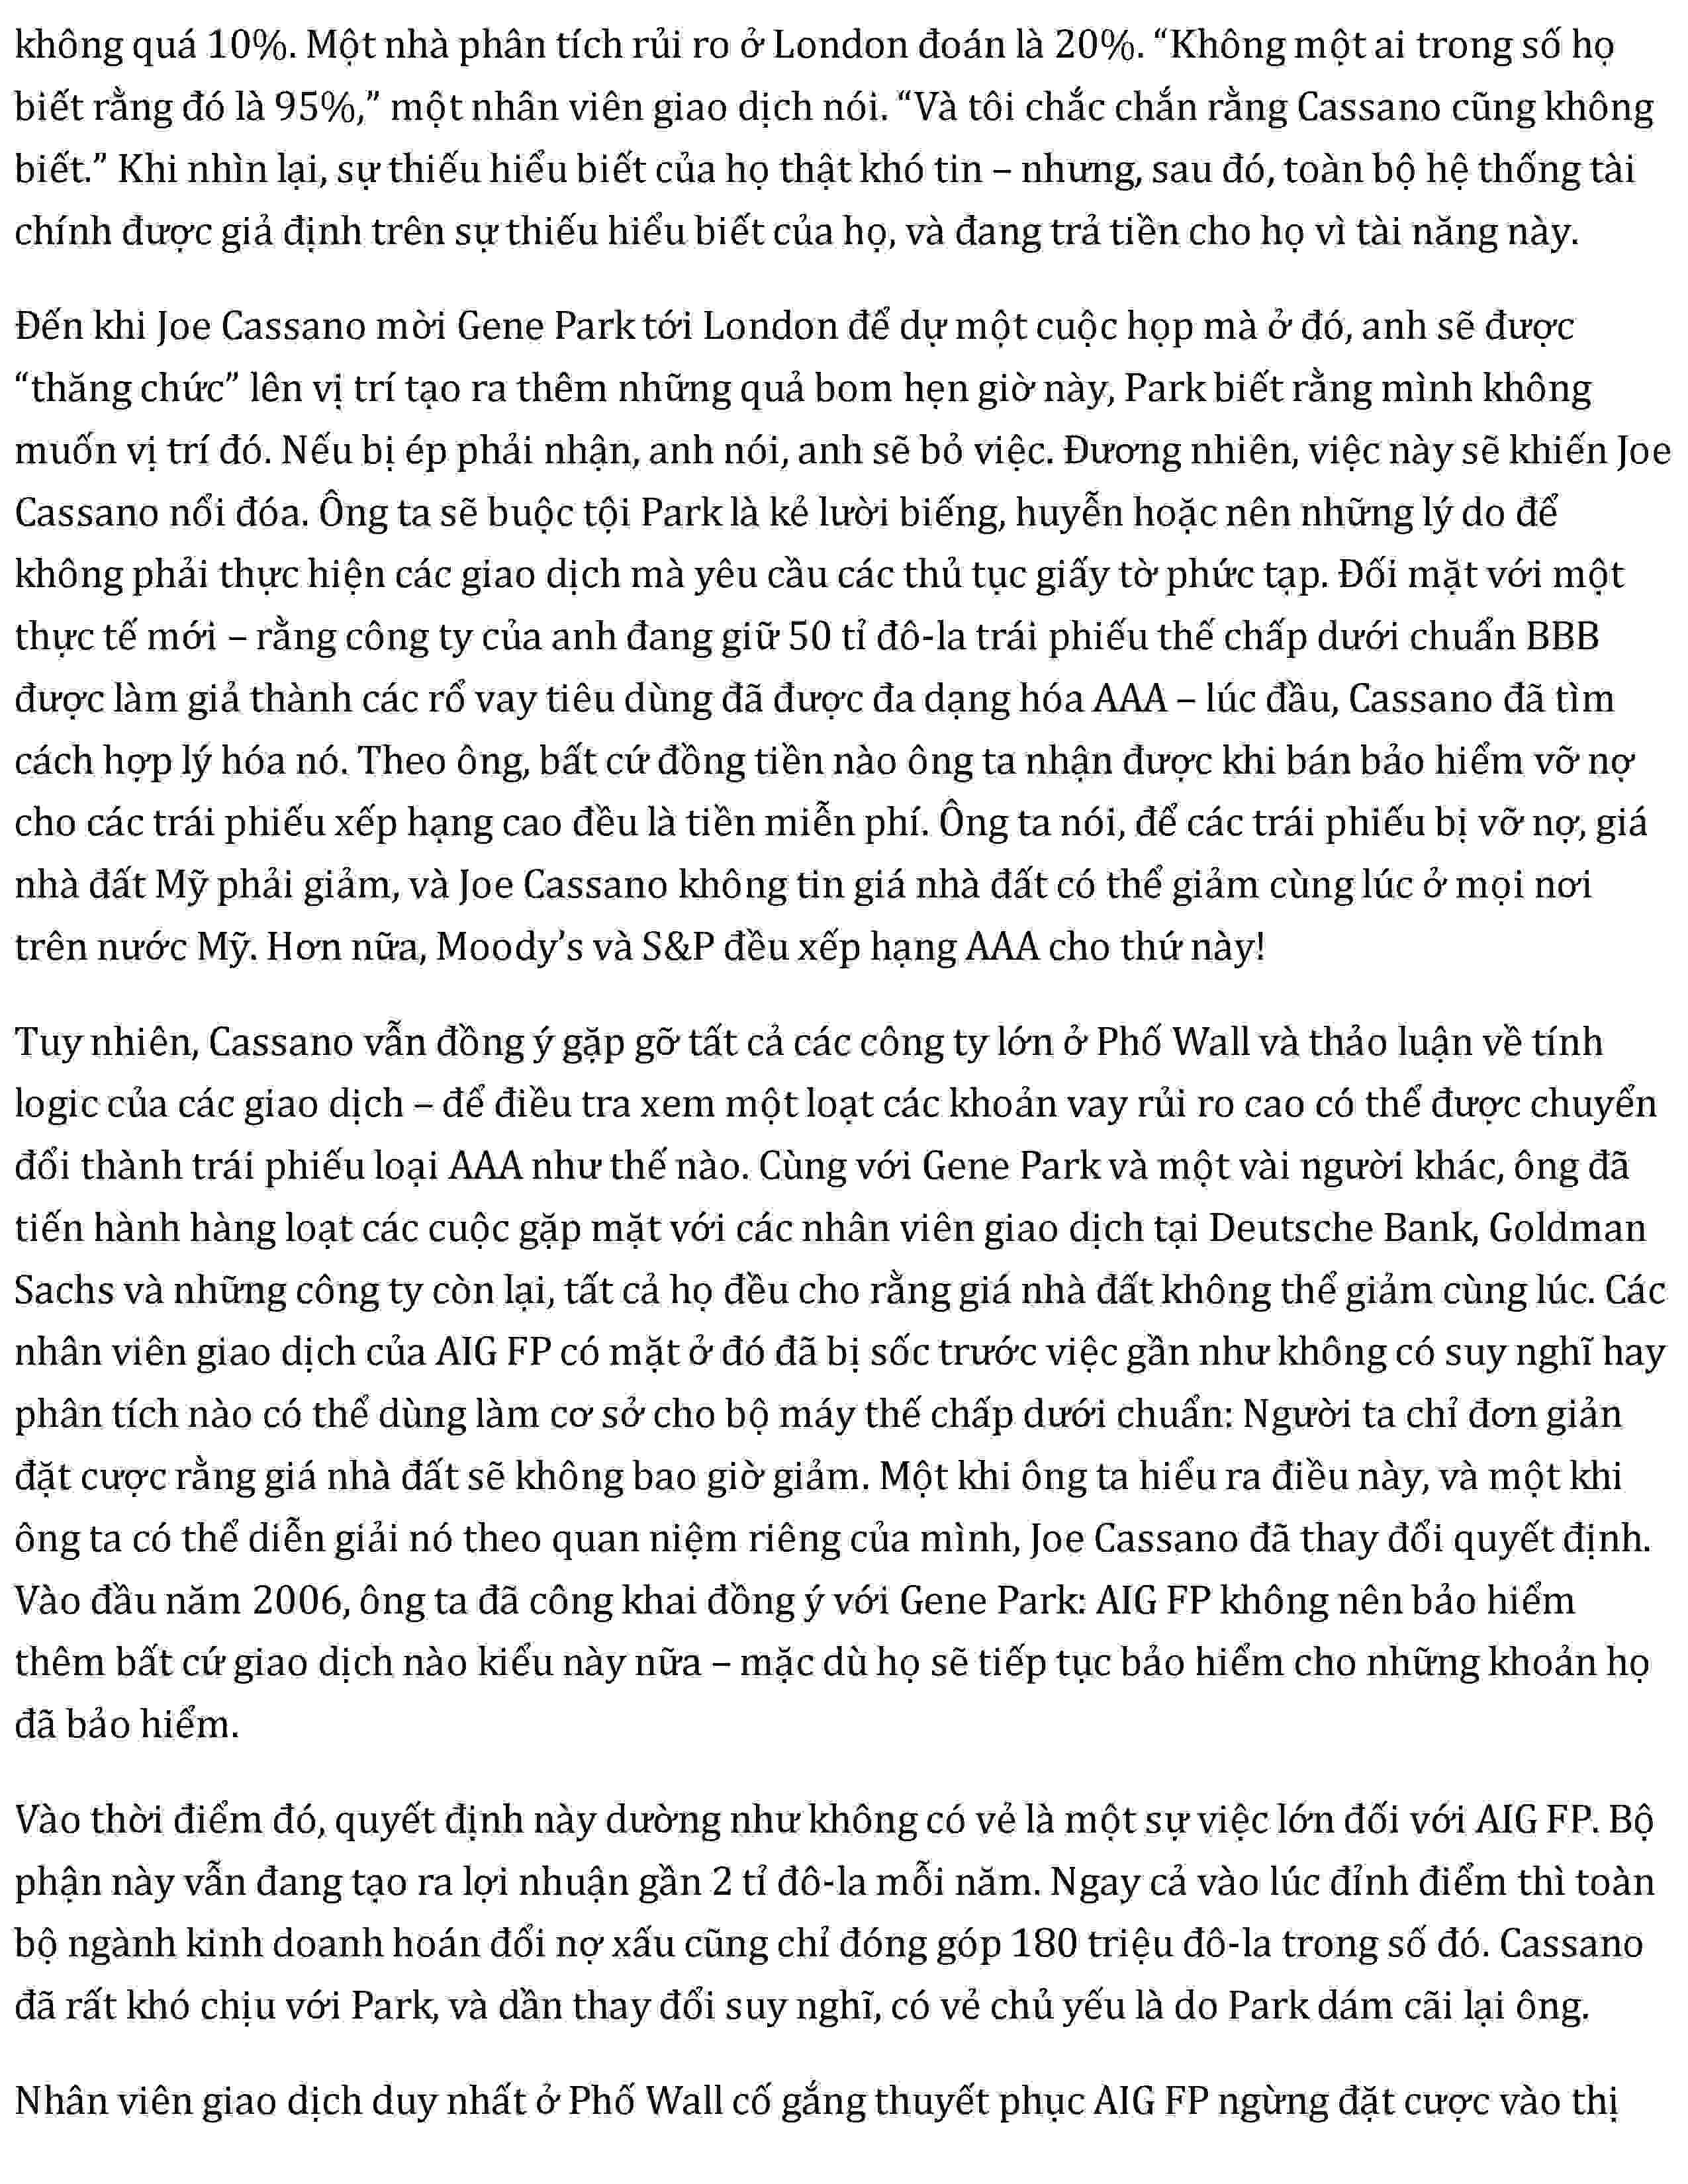 không quá 10%. Một nhà phân tích rủi ro ở London đoán là 20%. “Không một ai trong số họ
biết rằng đó là 95%,” một nhân viên giao dịch nói. “Và tôi chắc chắn rằng Cassano cũng không
biết.” Khi nhìn lại, sự thiếu hiểu biết của họ thật khó tin – nhưng, sau đó, toàn bộ hệ thống tài
chính được giả định trên sự thiếu hiểu biết của họ, và đang trả tiền cho họ vì tài năng này.
Đến khi Joe Cassano mời Gene Park tới London để dự một cuộc họp mà ở đó, anh sẽ được
“thăng chức” lên vị trí tạo ra thêm những quả bom hẹn giờ này, Park biết rằng mình không
muốn vị trí đó. Nếu bị ép phải nhận, anh nói, anh sẽ bỏ việc. Đương nhiên, việc này sẽ khiến Joe
Cassano nổi đóa. Ông ta sẽ buộc tội Park là kẻ lười biếng, huyễn hoặc nên những lý do để
không phải thực hiện các giao dịch mà yêu cầu các thủ tục giấy tờ phức tạp. Đối mặt với một
thực tế mới – rằng công ty của anh đang giữ 50 tỉ đô-la trái phiếu thế chấp dưới chuẩn BBB
được làm giả thành các rổ vay tiêu dùng đã được đa dạng hóa AAA – lúc đầu, Cassano đã tìm
cách hợp lý hóa nó. Theo ông, bất cứ đồng tiền nào ông ta nhận được khi bán bảo hiểm vỡ nợ
cho các trái phiếu xếp hạng cao đều là tiền miễn phí. Ông ta nói, để các trái phiếu bị vỡ nợ, giá
nhà đất Mỹ phải giảm, và Joe Cassano không tin giá nhà đất có thể giảm cùng lúc ở mọi nơi
trên nước Mỹ. Hơn nữa, Moody’s và S&P đều xếp hạng AAA cho thứ này!
Tuy nhiên, Cassano vẫn đồng ý gặp gỡ tất cả các công ty lớn ở Phố Wall và thảo luận về tính
logic của các giao dịch – để điều tra xem một loạt các khoản vay rủi ro cao có thể được chuyển
đổi thành trái phiếu loại AAA như thế nào. Cùng với Gene Park và một vài người khác, ông đã
tiến hành hàng loạt các cuộc gặp mặt với các nhân viên giao dịch tại Deutsche Bank, Goldman
Sachs và những công ty còn lại, tất cả họ đều cho rằng giá nhà đất không thể giảm cùng lúc. Các
nhân viên giao dịch của AIG FP có mặt ở đó đã bị sốc trước việc gần như không có suy nghĩ hay
phân tích nào có thể dùng làm cơ sở cho bộ máy thế chấp dưới chuẩn: Người ta chỉ đơn giản
đặt cược rằng giá nhà đất sẽ không bao giờ giảm. Một khi ông ta hiểu ra điều này, và một khi
ông ta có thể diễn giải nó theo quan niệm riêng của mình, Joe Cassano đã thay đổi quyết định.
Vào đầu năm 2006, ông ta đã công khai đồng ý với Gene Park: AIG FP không nên bảo hiểm
thêm bất cứ giao dịch nào kiểu này nữa – mặc dù họ sẽ tiếp tục bảo hiểm cho những khoản họ
đã bảo hiểm.
Vào thời điểm đó, quyết định này dường như không có vẻ là một sự việc lớn đối với AIG FP. Bộ
phận này vẫn đang tạo ra lợi nhuận gần 2 tỉ đô-la mỗi năm. Ngay cả vào lúc đỉnh điểm thì toàn
bộ ngành kinh doanh hoán đổi nợ xấu cũng chỉ đóng góp 180 triệu đô-la trong số đó. Cassano
đã rất khó chịu với Park, và dần thay đổi suy nghĩ, có vẻ chủ yếu là do Park dám cãi lại ông.
Nhân viên giao dịch duy nhất ở Phố Wall cố gắng thuyết phục AIG FP ngừng đặt cược vào thị